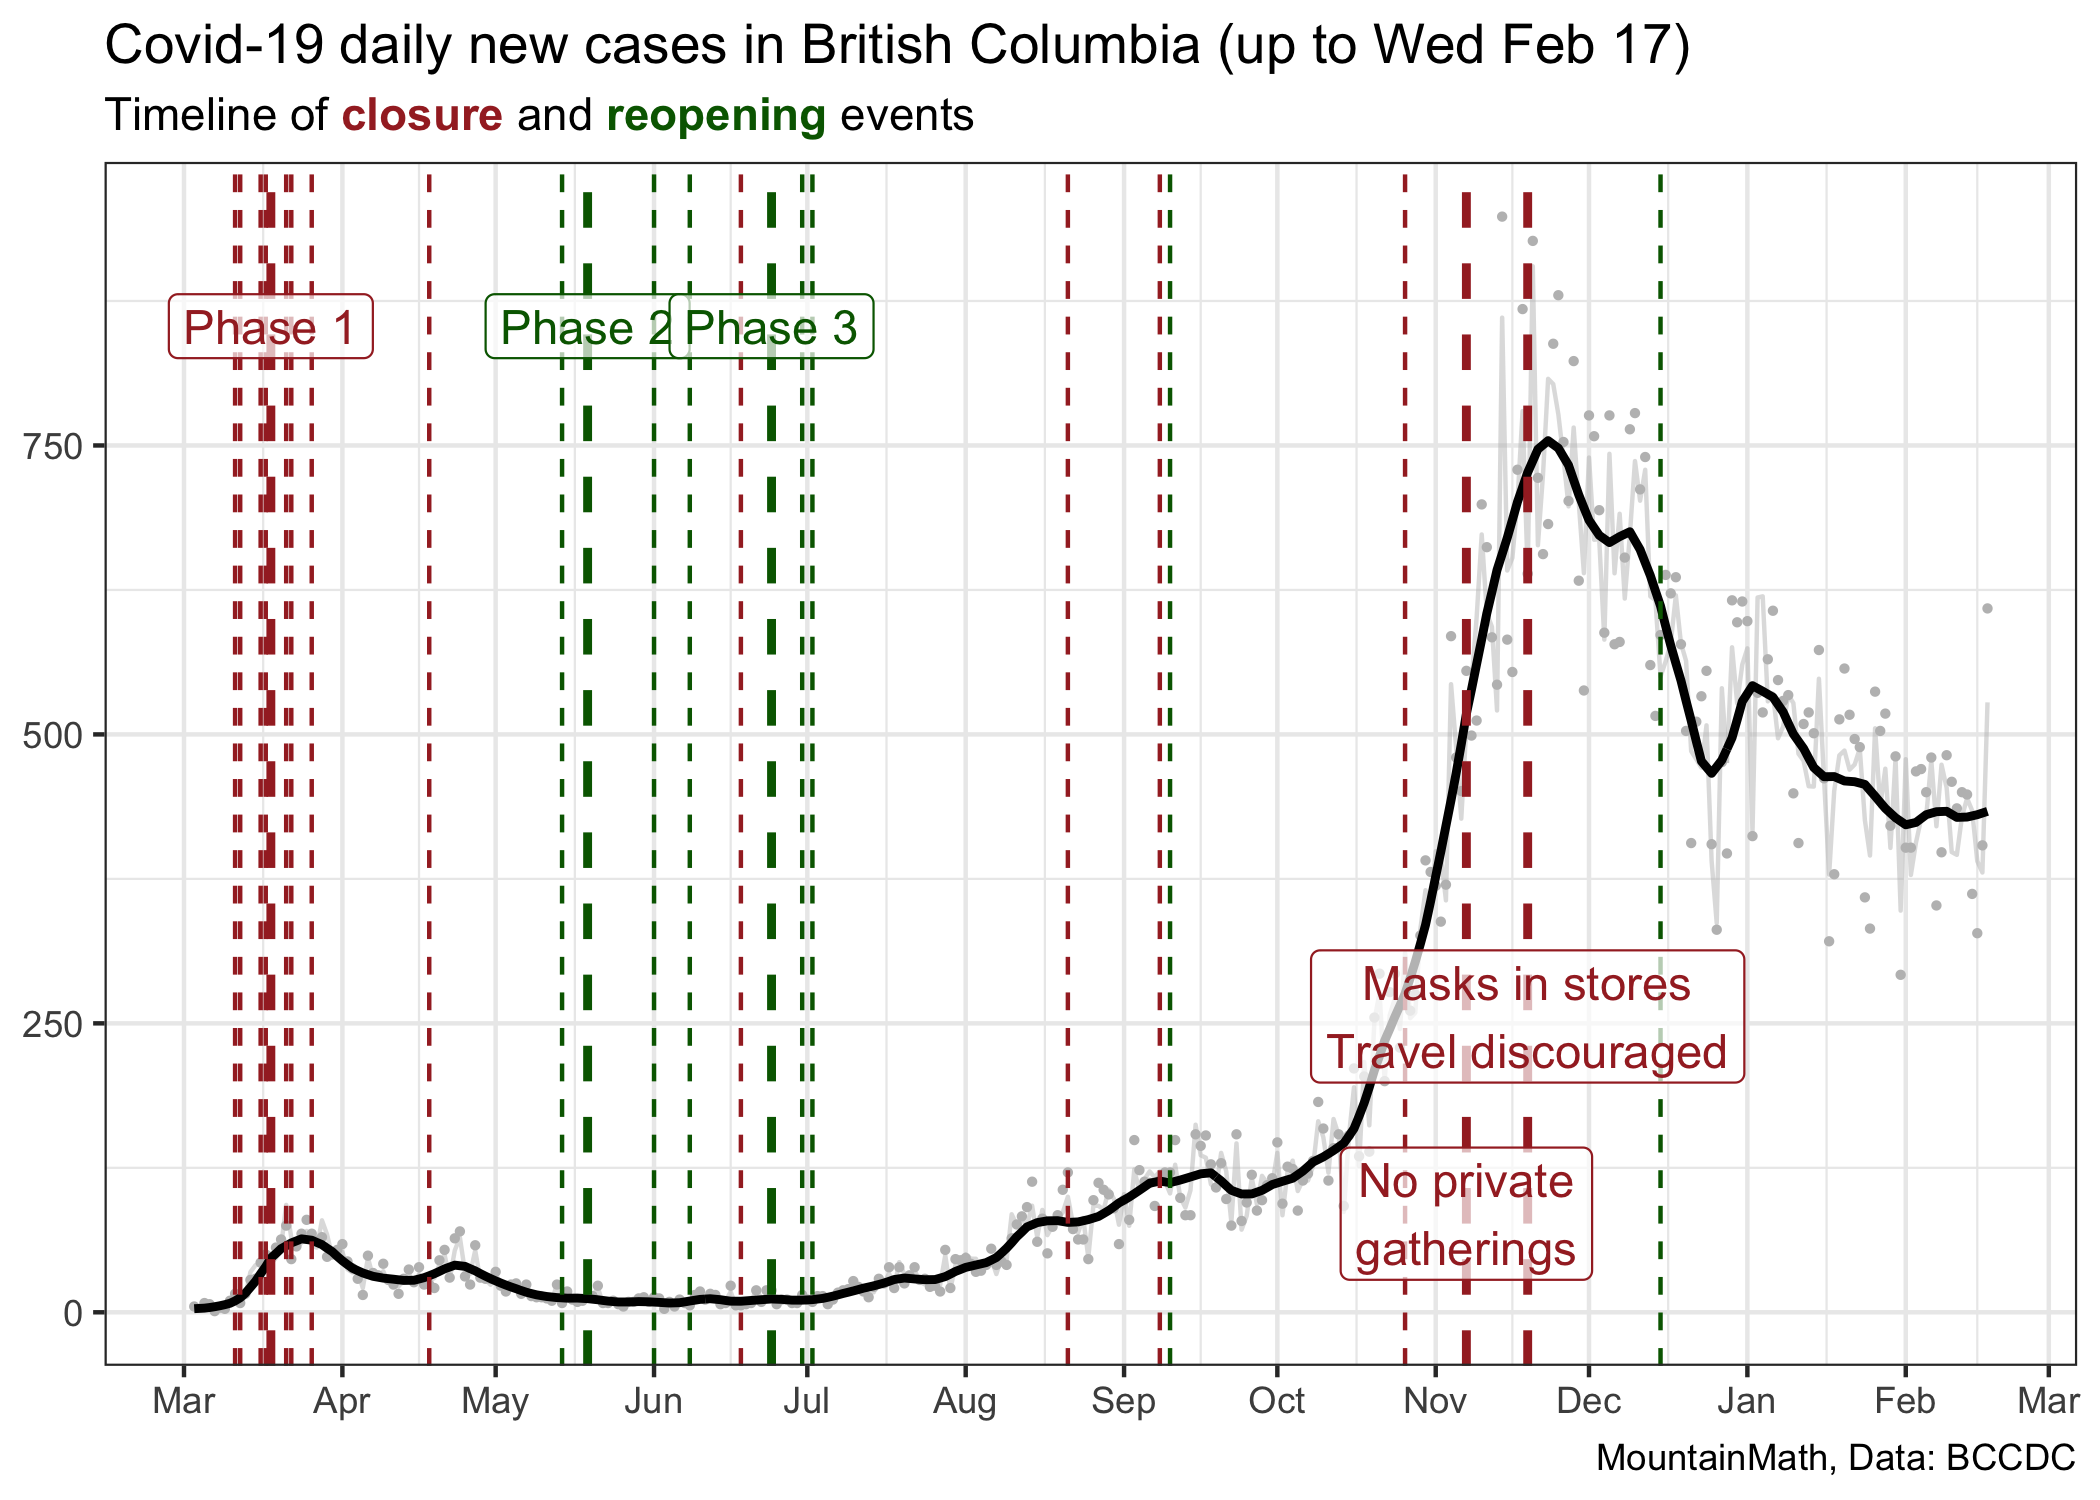 Covid-19 daily new cases in British Columbia (up to Wed Feb 17)
Timeline of closure and reopening events
Phase 1
Phase 2
Phase 3
750
500
250
0
Masks in stores
Travel discouraged
No private
gatherings
Mar Apr May Jun Jul Aug Sep Oct Nov Dec Jan Feb Mar
MountainMath, Data: BCCDC